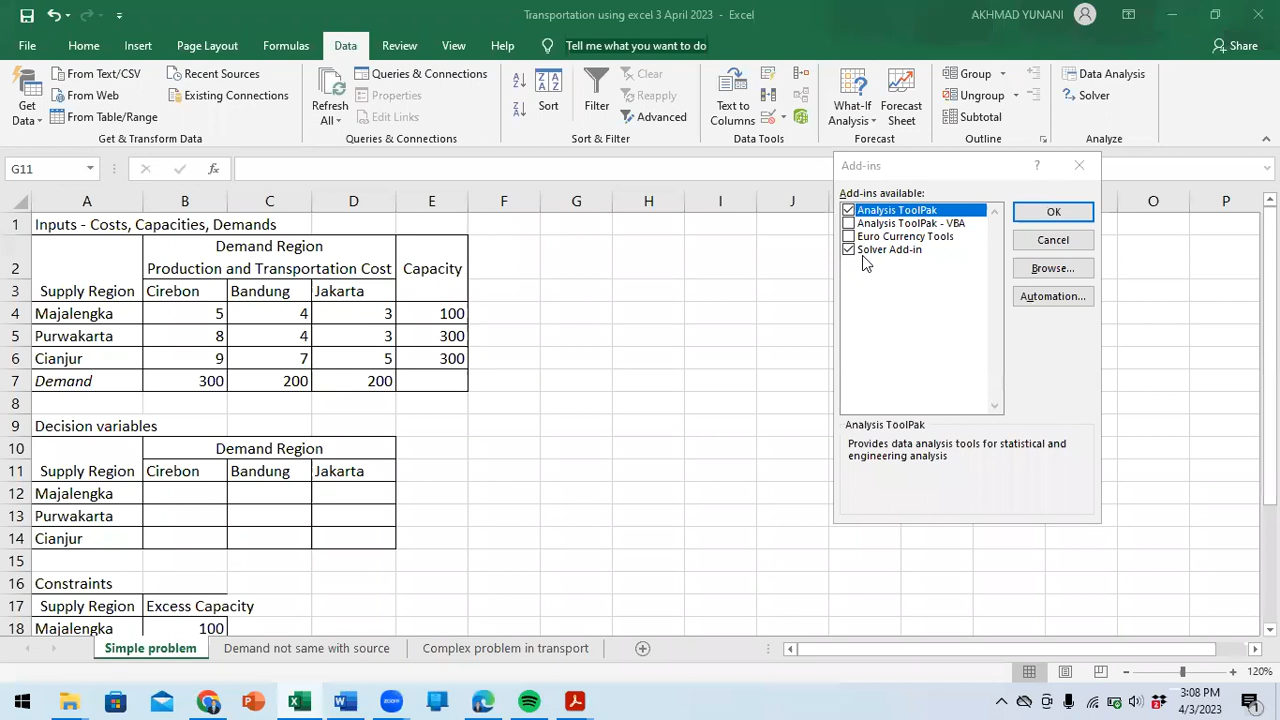 Transportation using excel 3 April 2023 - Excel
AKHMAD YUNANI
File Home Insert Page Layout Formulas Data Review View Help Tell me what you want to do Share
Get Data
From Text/CSV
From Web
From Table/Range
Recent Sources
Existing Connections
Get & Transform Data
Refresh All
Queries & Connections
Properties
Edit Links
Queries & Connections
Sort
Filter
Clear
Reapply
Advanced
Sort & Filter
Text to Columns
Data Tools
What-If Analysis
Forecast Sheet
Forecast
Group
Ungroup
Subtotal
Outline
Data Analysis
Solver
Analyze
G11
fx
A B C D E F G H I J O P
1 Inputs - Costs, Capacities, Demands
Demand Region
2 Production and Transportation Cost Capacity
3 Supply Region Cirebon Bandung Jakarta
4 Majalengka 5 4 3 100
5 Purwakarta 8 4 3 300
6 Cianjur 9 7 5 300
7 Demand 300 200 200
8
9 Decision variables
10 Demand Region
11 Supply Region Cirebon Bandung Jakarta
12 Majalengka
13 Purwakarta
14 Cianjur
15
16 Constraints
17 Supply Region Excess Capacity
18 Majalengka 100
Add-ins
?
Add-ins available:
Analysis ToolPak
Analysis ToolPak - VBA
Euro Currency Tools
Solver Add-in
OK
Cancel
Browse...
Automation...
Analysis ToolPak
Provides data analysis tools for statistical and
engineering analysis
Simple problem Demand not same with source Complex problem in transport
120%
zoom
3:08 PM
4/3/2023